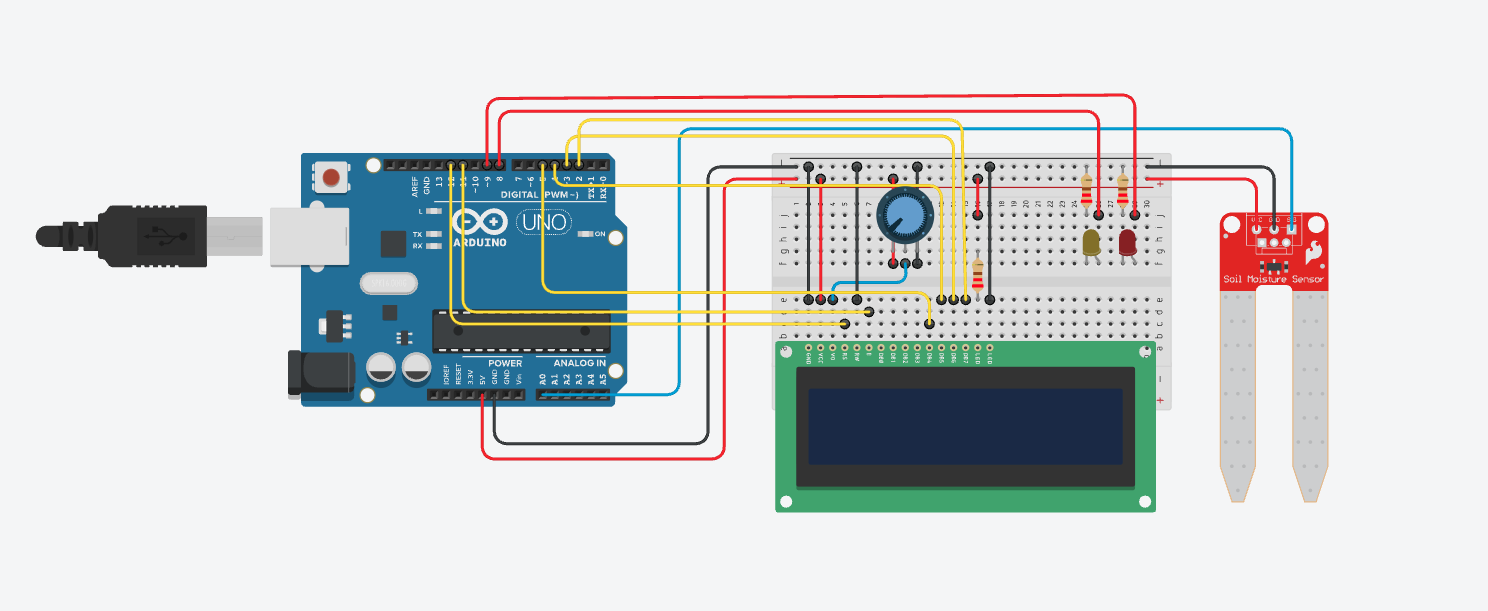 AREF
GND
13
12
~11
~10
~9
8
7
~6
~5
4
~3
2
TX→1
RX←0
DIGITAL (PWM~)
L
TX
RX
ARDUINO
UNO
ON
POWER
ANALOG IN
IOREF
RESET
3.3V
5V
GND
GND
Vin
A0
A1
A2
A3
A4
A5
GND
VCC
V0
RS
RW
E
DB0
DB1
DB2
DB3
DB4
DB5
DB6
DB7
LED
LED
Soil Moisture Sensor